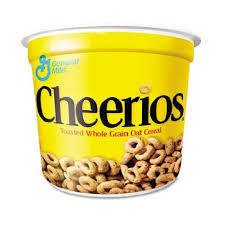 General
Mills
Cheerios
Toasted Whole Grain Oat Cereal